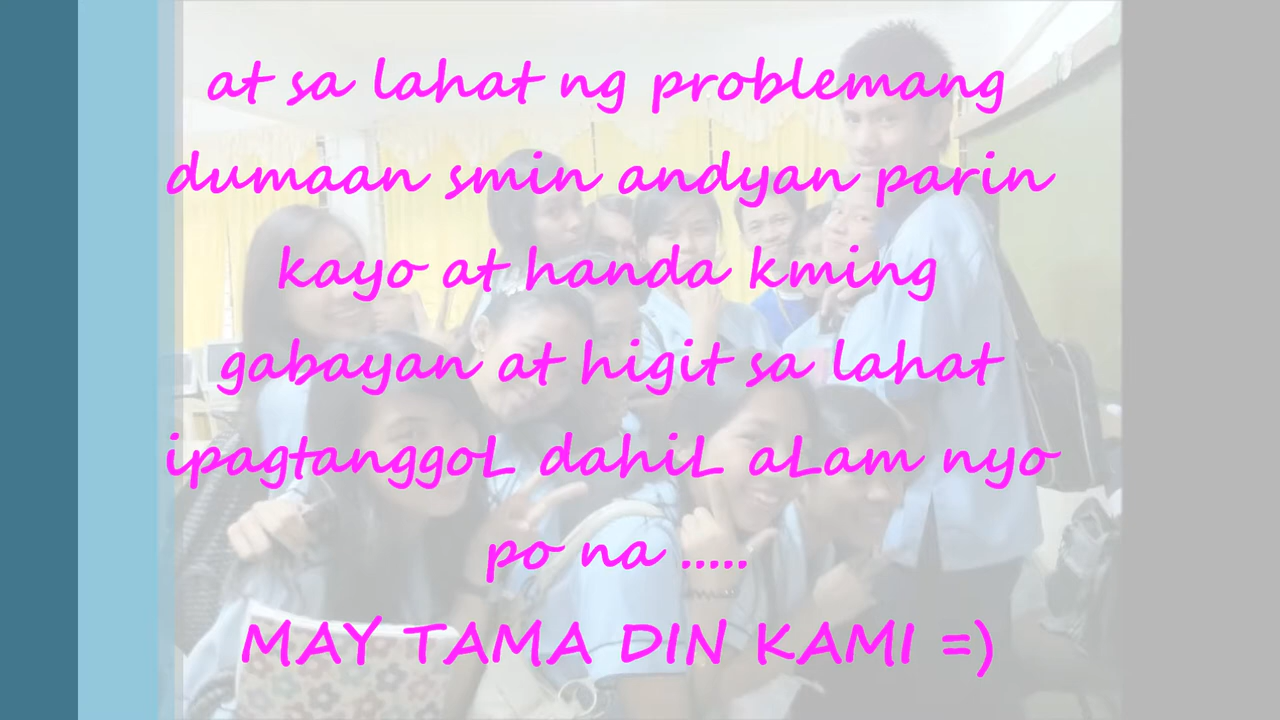 at sa lahat ng problemang
dumaan smin andyan parin
kayo at handa kming
gabayan at higit sa lahat
ipagtanggoL dahiL aLam nyo
po na .....
MAY TAMA DIN KAMI =)